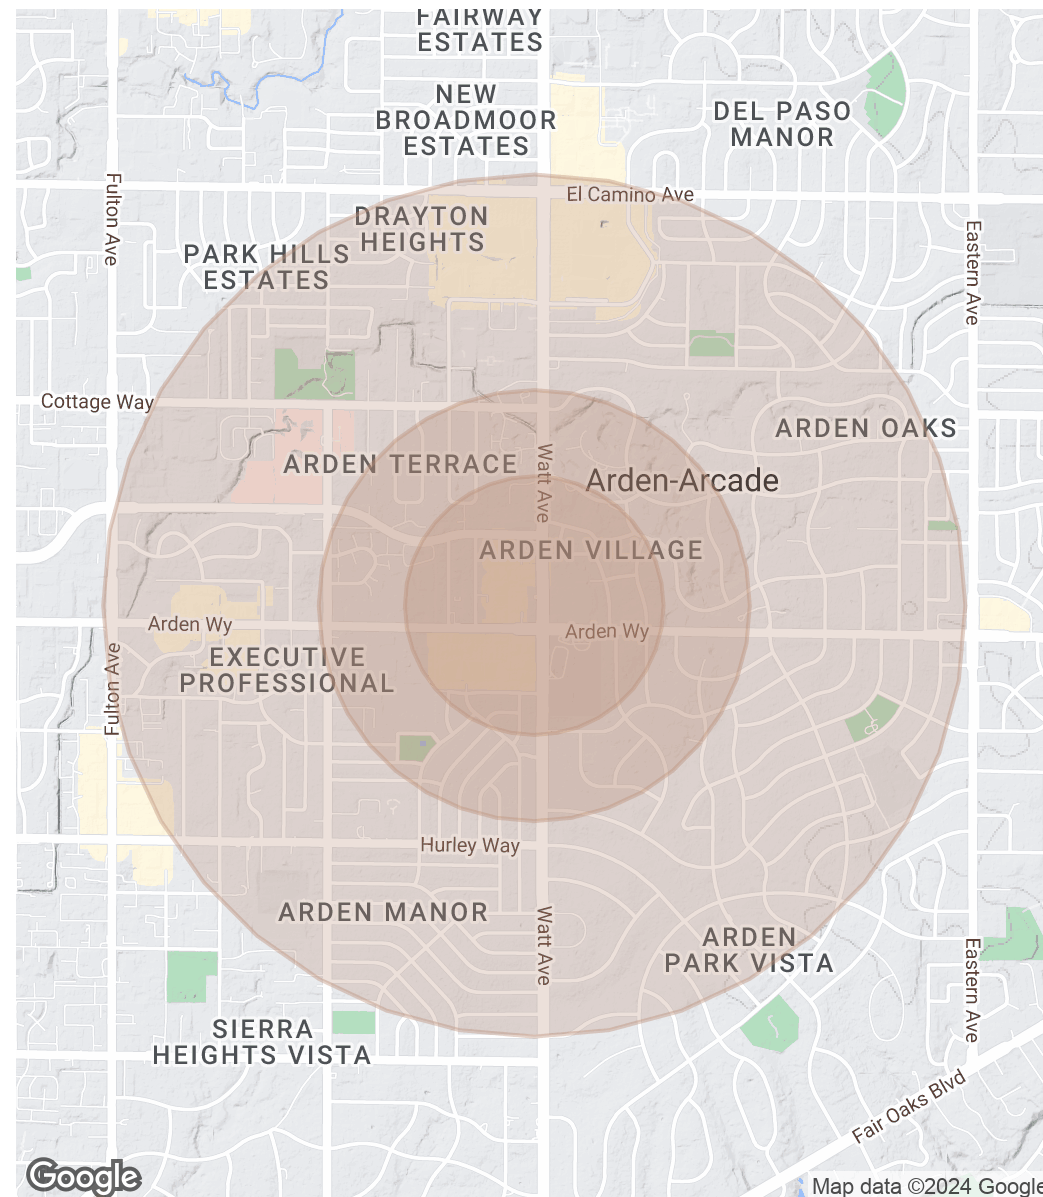 FAIRWAY
ESTATES
NEW
BROADMOOR
ESTATES
DEL PASO
MANOR
El Camino Ave
Fulton Ave
DRAYTON
HEIGHTS
PARK HILLS
ESTATES
Eastern Ave
Cottage Way
ARDEN OAKS
ARDEN TERRACE
Watt Ave
Arden-Arcade
ARDEN VILLAGE
Arden Wy
Arden Wy
EXECUTIVE
PROFESSIONAL
Fulton Ave
Hurley Way
ARDEN MANOR
Watt Ave
ARDEN
PARK VISTA
Eastern Ave
SIERRA
HEIGHTS VISTA
Fair Oaks Blvd
Google
Map data ©2024 Google